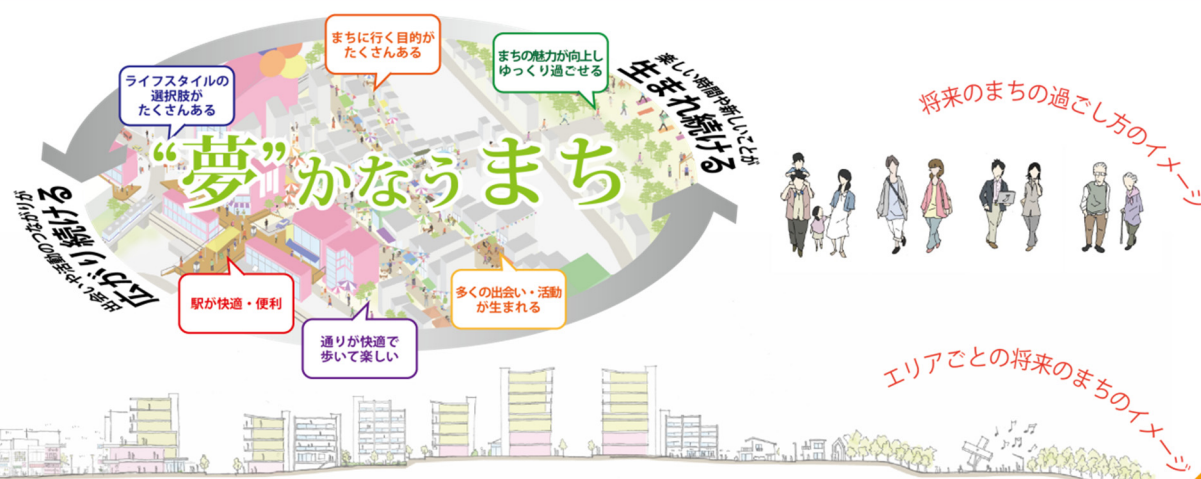 まちに行く目的が
たくさんある
まちの魅力が向上し
ゆっくり過ごせる
ライフスタイルの
選択肢が
たくさんある
楽しい時間や新しいことが
生まれ続ける
将来のまちの過ごし方のイメージ
“夢”かなうまち
出会いや活動のつながりが
広がり続ける
駅が快適・便利
多くの出会い・活動
が生まれる
通りが快適で
歩いて楽しい
エリアごとの将来のまちのイメージ